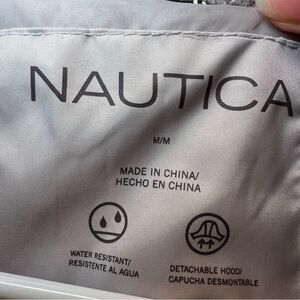 NAUTICA
M/M
MADE IN CHINA/
HECHO EN CHINA
WATER RESISTANT/
RESISTENTE AL AGUA
DETACHABLE HOOD/
CAPUCHA DESMONTABLE